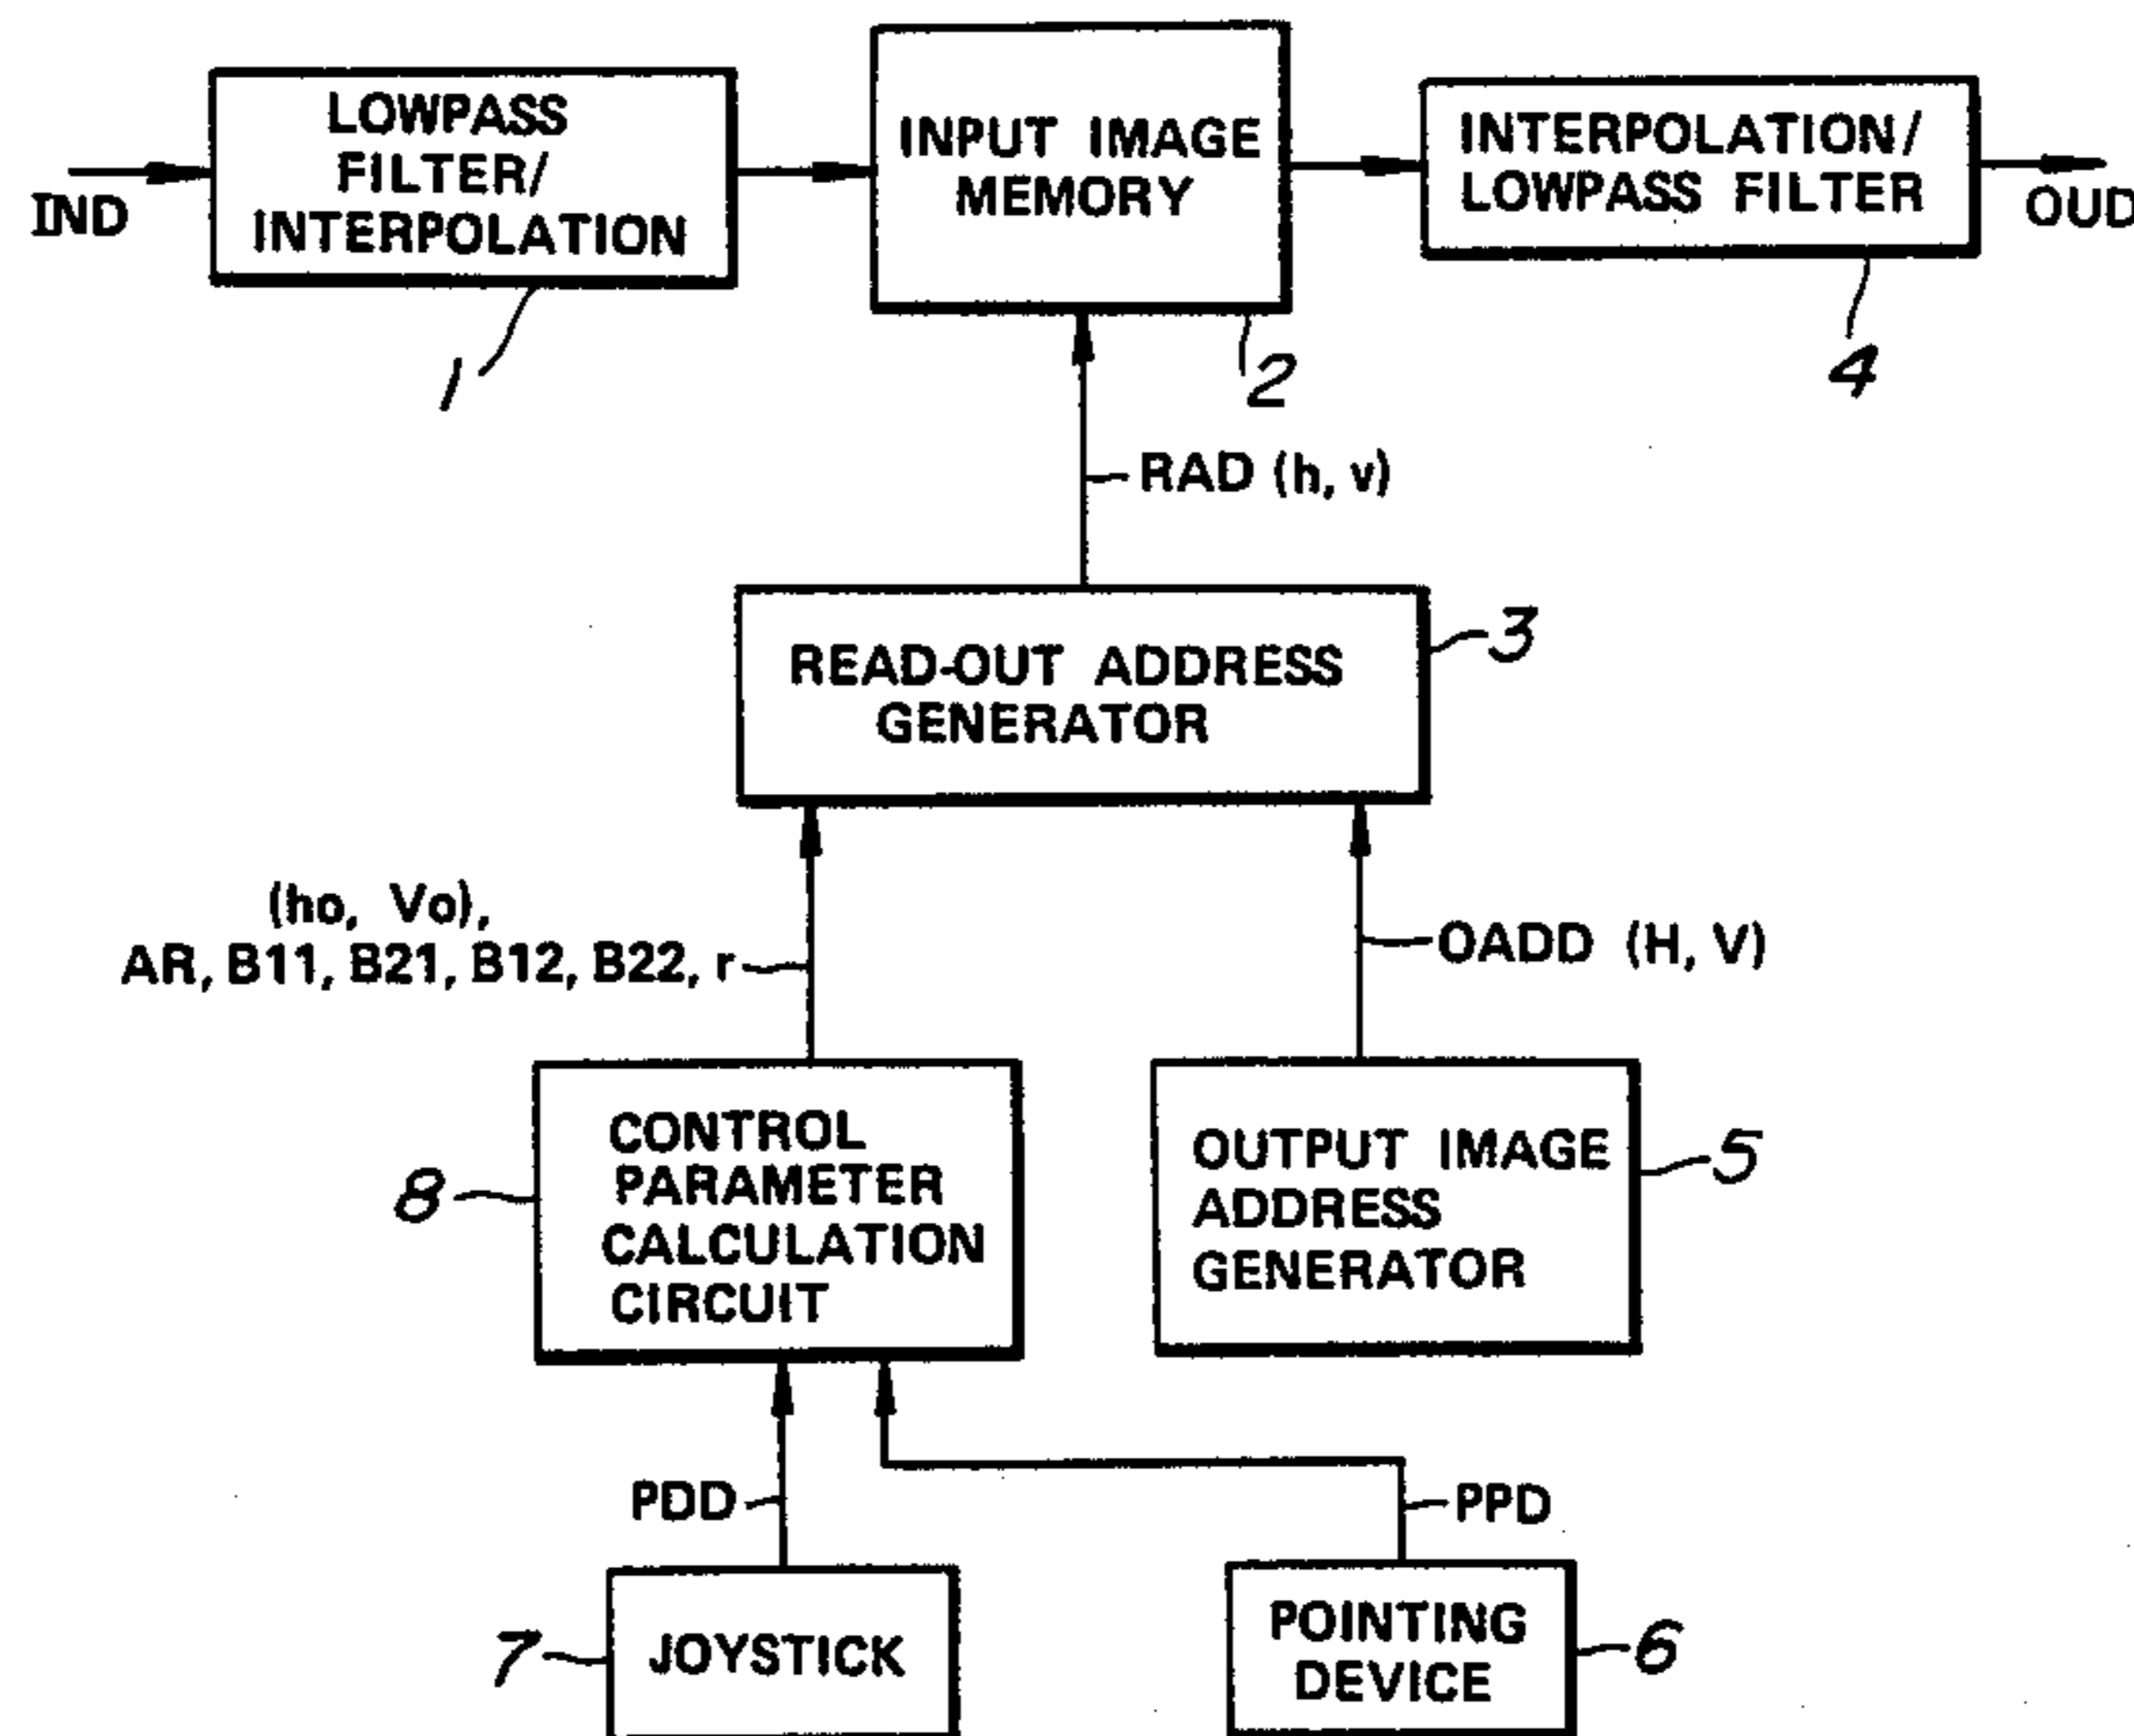 LOWPASS
FILTER/
INTERPOLATION
INPUT IMAGE
MEMORY
INTERPOLATION/
LOWPASS FILTER
IND
OUD
1
2
4
RAD (h, v)
READ-OUT ADDRESS
GENERATOR
3
(ho, Vo),
AR, B11, B21, B12, B22, r
OADD (H, V)
CONTROL
PARAMETER
CALCULATION
CIRCUIT
8
OUTPUT IMAGE
ADDRESS
GENERATOR
5
PDD
PPD
JOYSTICK
7
POINTING
DEVICE
6